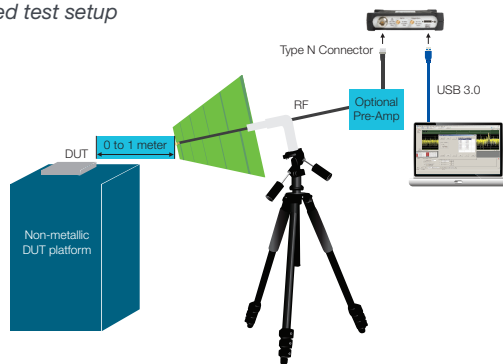 ed test setup
Type N Connector
USB 3.0
RF
Optional
Pre-Amp
0 to 1 meter
DUT
Non-metallic
DUT platform